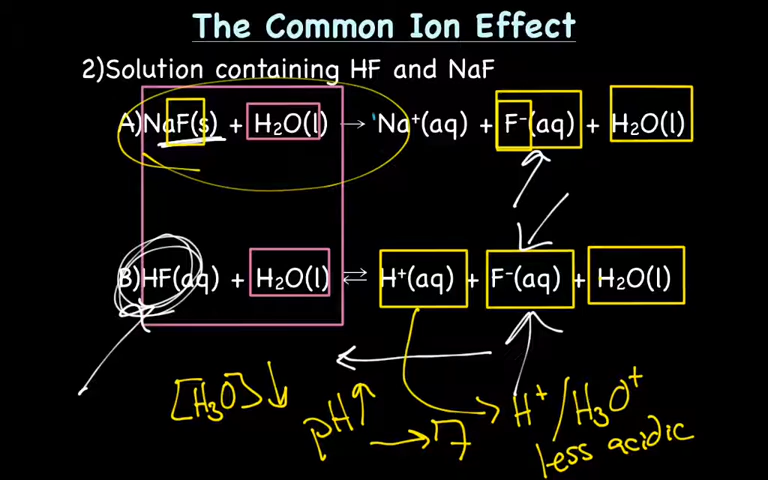 The Common Ion Effect
2)Solution containing HF and NaF
A)NaF(s) + H₂O(l) → Na⁺(aq) + F⁻(aq) + H₂O(l)
B)HF(aq) + H₂O(l) ⇌ H⁺(aq) + F⁻(aq) + H₂O(l)
[H₃O]↓
pH↑
→ 7
H⁺/H₃O⁺
less acidic